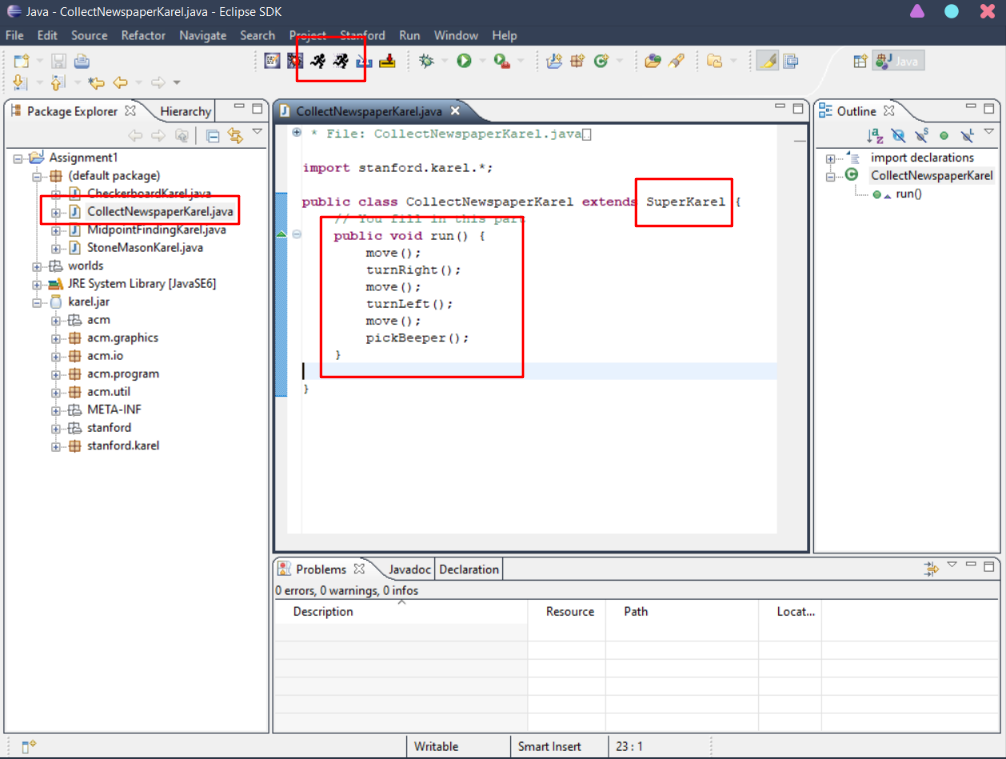 Java - CollectNewspaperKarel.java - Eclipse SDK
File Edit Source Refactor Navigate Search Project Stanford Run Window Help
Java
Package Explorer Hierarchy
Assignment1
(default package)
CheckerboardKarel.java
CollectNewspaperKarel.java
MidpointFindingKarel.java
StoneMasonKarel.java
worlds
JRE System Library [JavaSE6]
karel.jar
acm
acm.graphics
acm.io
acm.program
acm.util
META-INF
stanford
stanford.karel
CollectNewspaperKarel.java
* File: CollectNewspaperKarel.java
import stanford.karel.*;
public class CollectNewspaperKarel extends SuperKarel {
// You fill in this part
public void run() {
move();
turnRight();
move();
turnLeft();
move();
pickBeeper();
}
}
Outline
import declarations
CollectNewspaperKarel
run()
Problems Javadoc Declaration
0 errors, 0 warnings, 0 infos
Description Resource Path Locat...
Writable Smart Insert 23 : 1